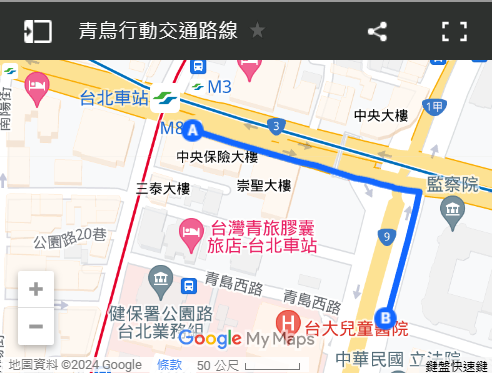 青鳥行動交通路線
南陽街
M3
台北車站
M8
A
3
1甲
中央大樓
中央保險大樓
三泰大樓
崇聖大樓
監察院
公園路20巷
台灣青旅膠囊
旅店-台北車站
9
青島西路
青島西路
健保署公園路
台北業務組
B
H
台大兒童醫院
Google My Maps
中華民國 立法院
地圖資料 ©2024 Google
條款
50 公尺
鍵盤快速鍵